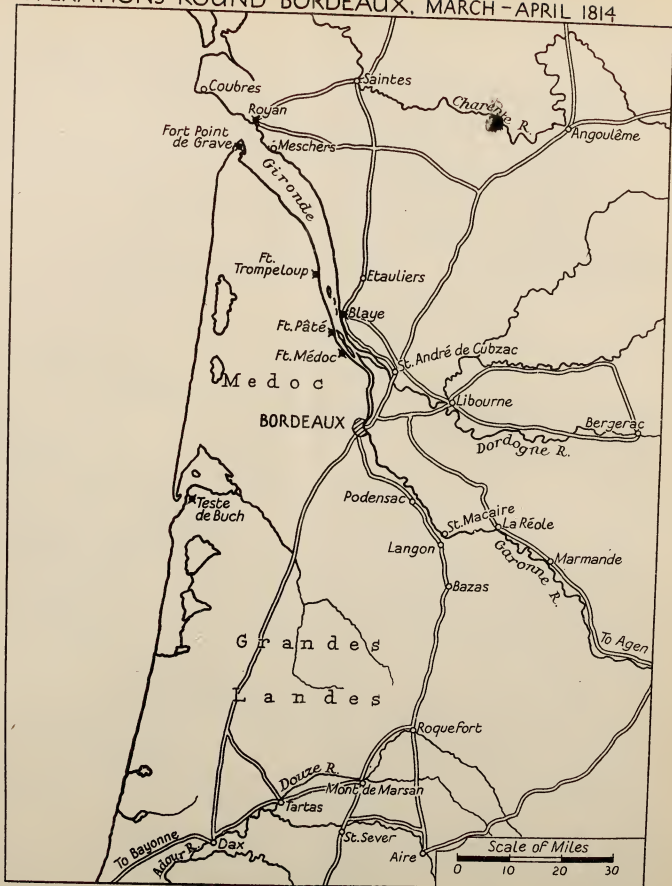 ERATIONS ROUND BORDEAUX, MARCH-APRIL 1814
Coubres
Saintes
Royan
Charente R.
Angoulême
Fort Point
de Grave
Meschers
Gironde
Ft.
Trompeloup
Etauliers
Blaye
Ft. Pâté
Ft. Médoc
St. André de Cubzac
Medoc
Libourne
BORDEAUX
Bergerac
Dordogne R.
Podensac
Teste
de Buch
St. Macaire
La Réole
Langon
Garonne R.
Marmande
Bazas
To Agen
Grandes
Landes
Roquefort
Douze R.
Mont de Marsan
Tartas
To Bayonne
Adour R.
Dax
St. Sever
Aire
Scale of Miles
0 10 20 30